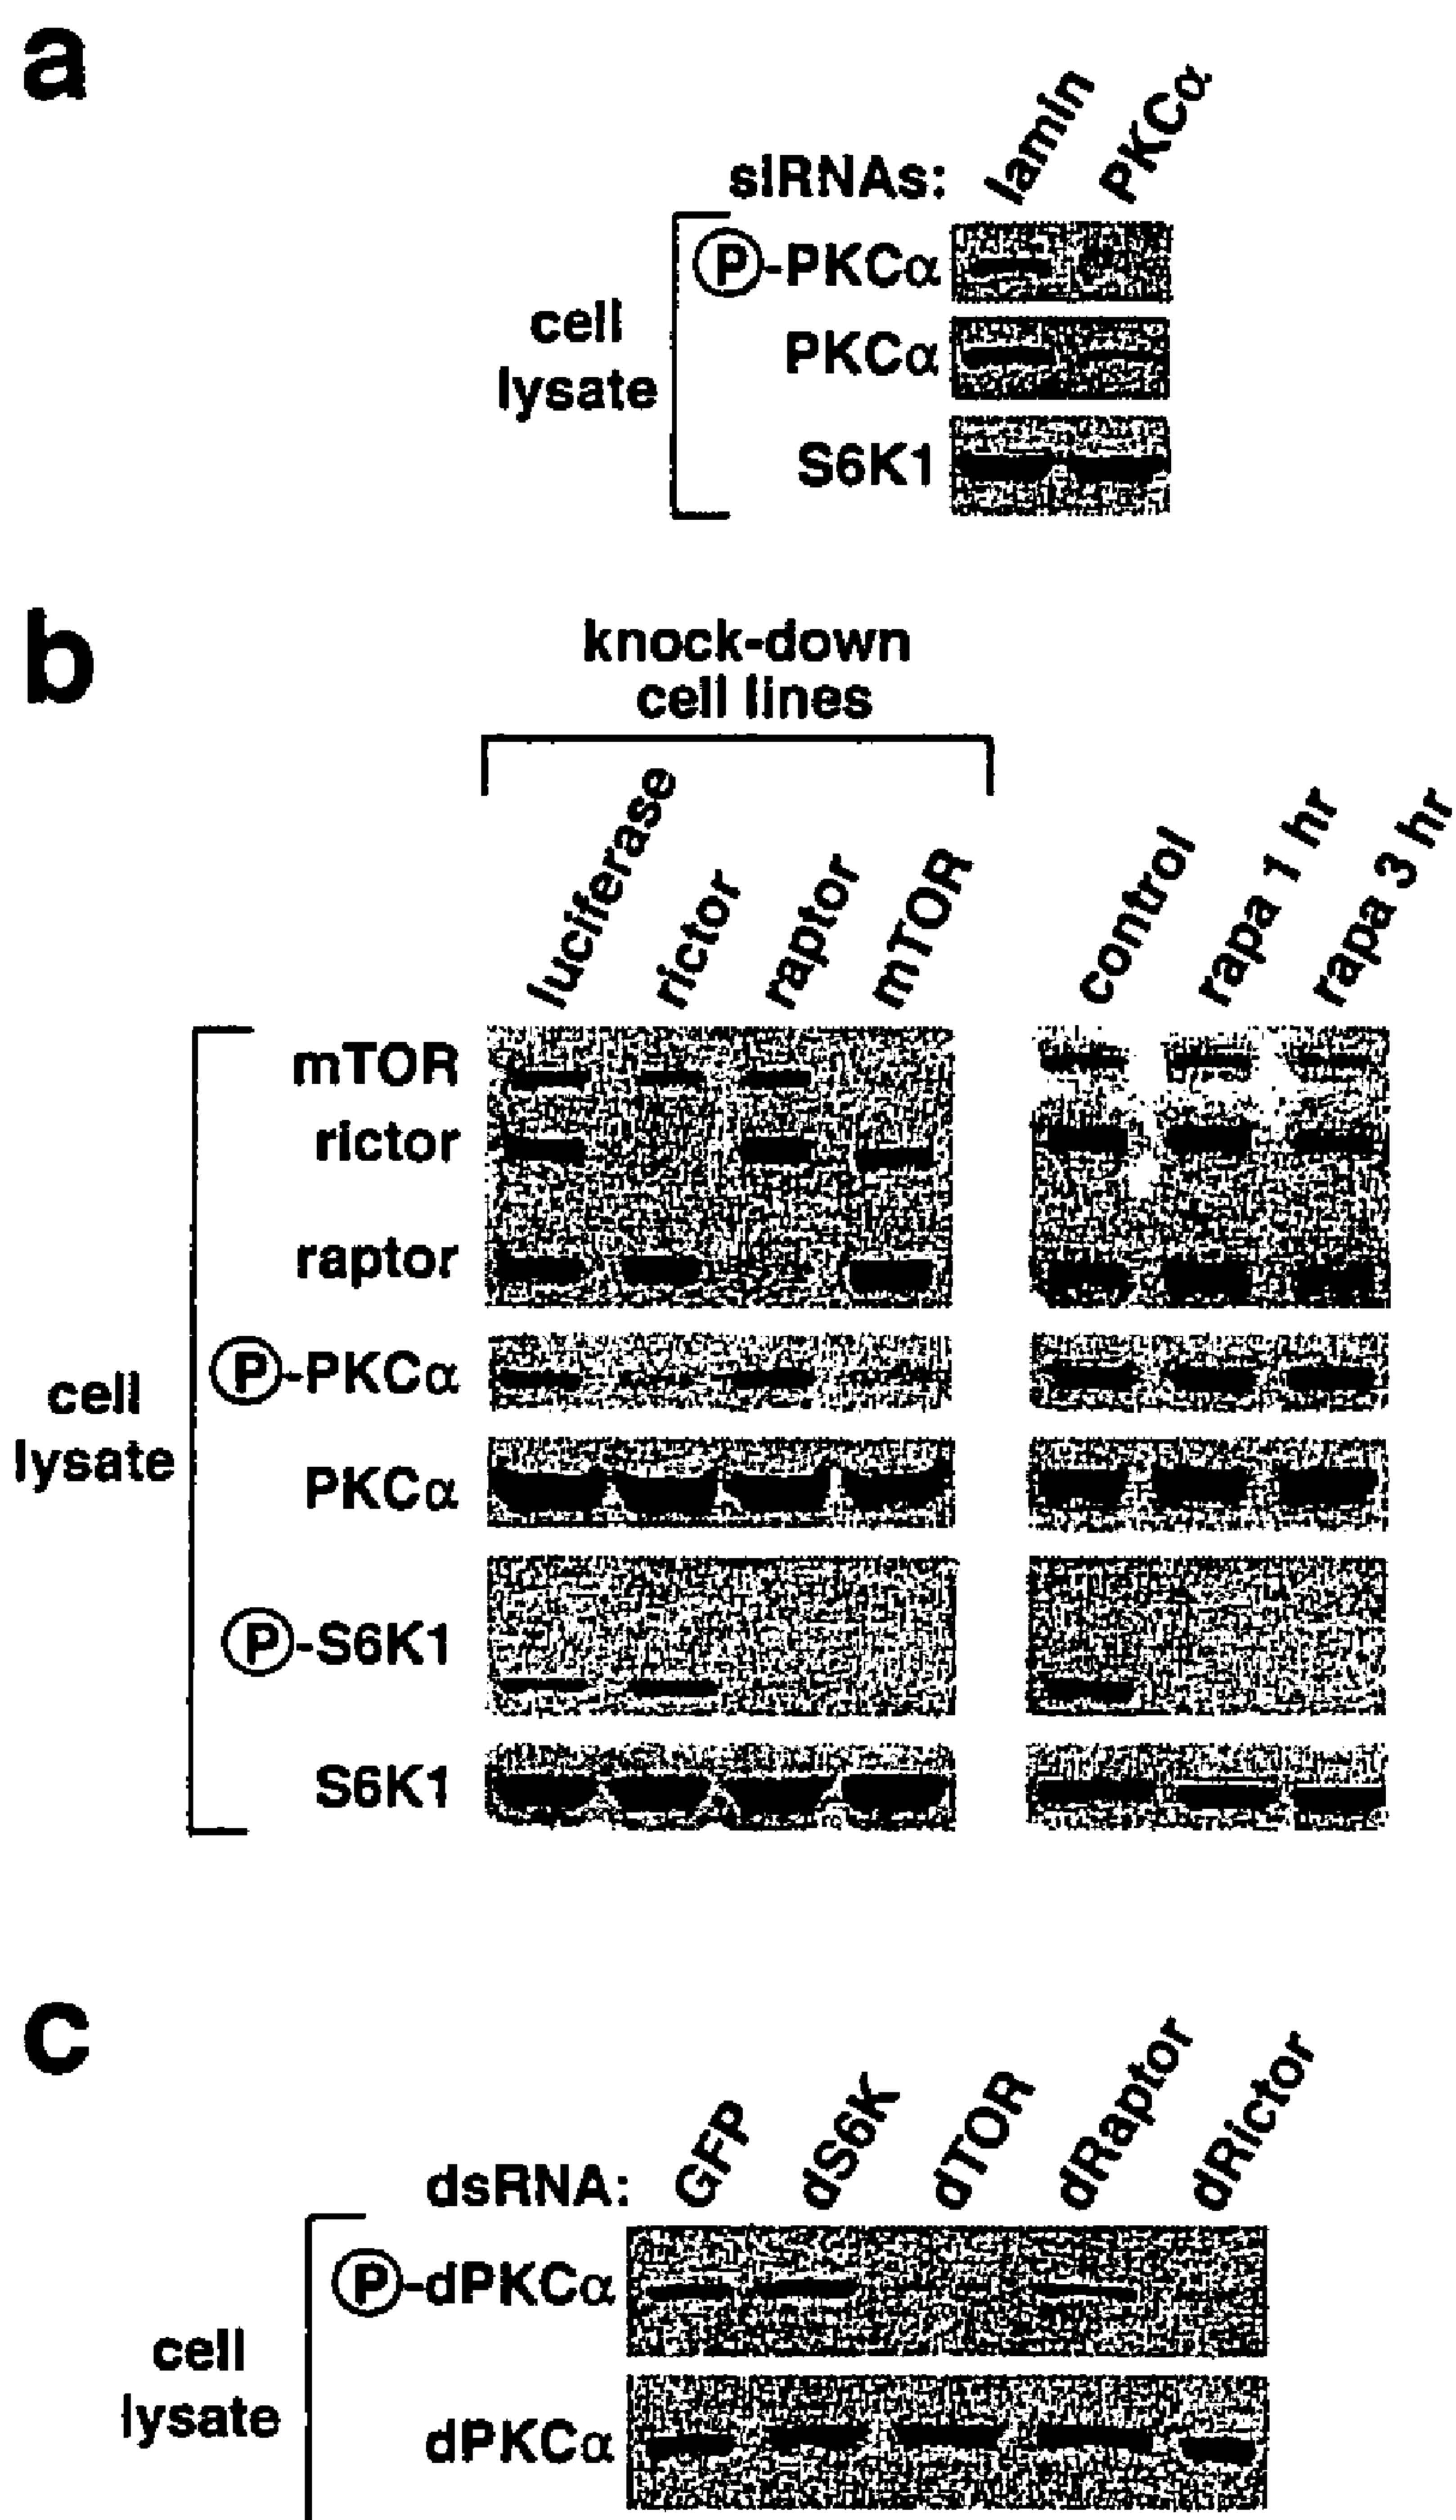 a
siRNAs: lamin PKCα
P-PKCα
cell lysate
PKCα
S6K1
b
knock-down
cell lines
luciferase rictor raptor mTOR control rapa 1 hr rapa 3 hr
mTOR
rictor
raptor
P-PKCα
cell lysate
PKCα
P-S6K1
S6K1
c
dsRNA: GFP dS6K dTOR dRaptor dRictor
P-dPKCα
cell lysate
dPKCα